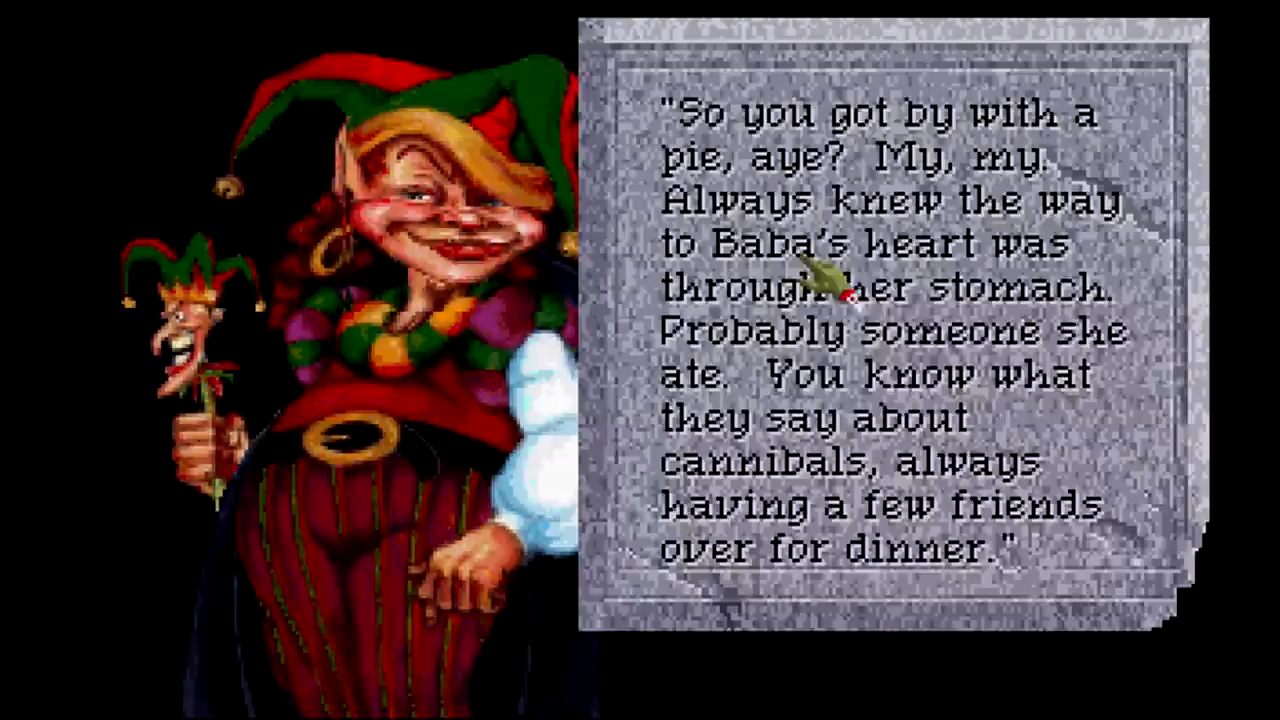 "So you got by with a
pie, aye?  My, my.
Always knew the way
to Baba's heart was
through her stomach.
Probably someone she
ate.  You know what
they say about
cannibals, always
having a few friends
over for dinner."